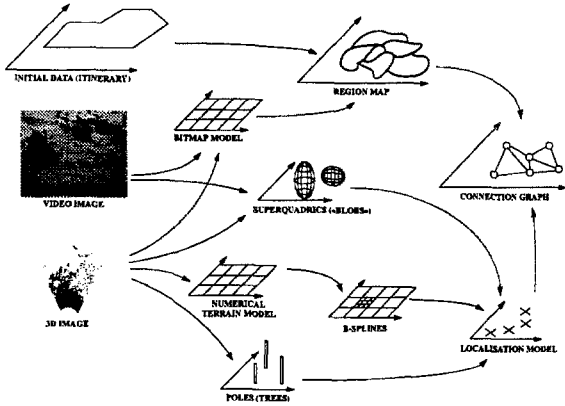 INITIAL DATA (ITINERARY)
REGION MAP
BITMAP MODEL
VIDEO IMAGE
CONNECTION GRAPH
SUPERQUADRICS («BLOBS»)
NUMERICAL
TERRAIN MODEL
3D IMAGE
B-SPLINES
LOCALISATION MODEL
POLES (TREES)